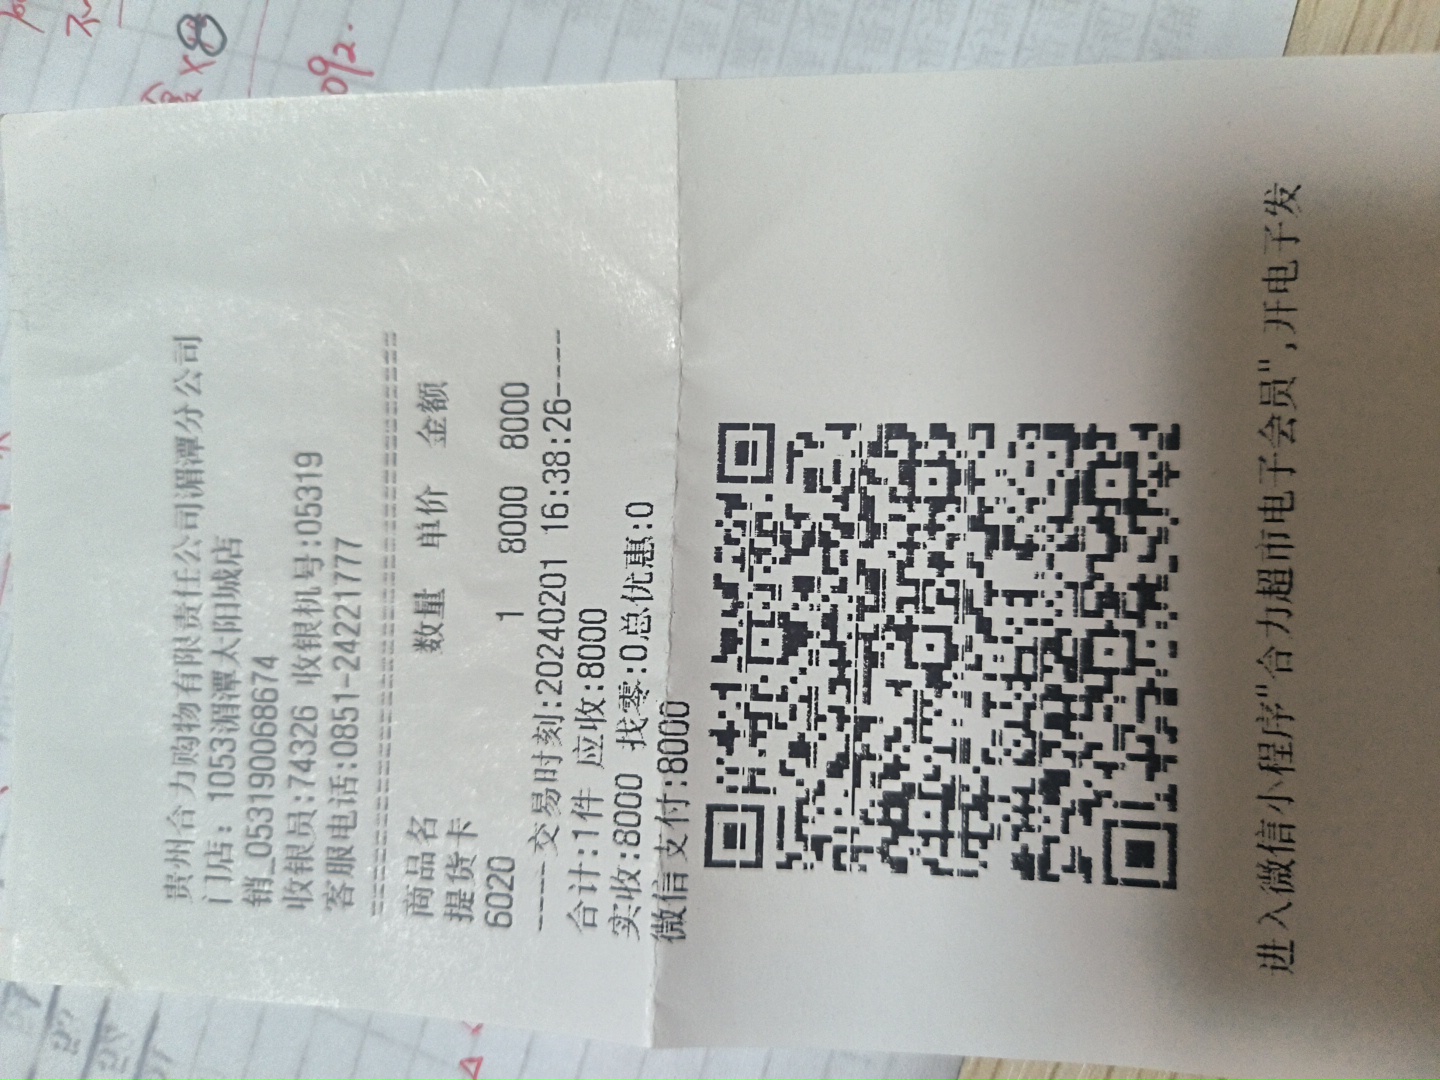 贵州合力购物有限责任公司湄潭分公司
门店: 1053湄潭太阳城店
销_0531900688674
收银员:74326 收银机号:05319
客服电话:0851-24221777
==============================
商品名 数量 单价 金额
提货卡
6020 1 8000 8000
----交易时刻:20240201 16:38:26----
合计:1件 应收:8000
实收:8000 找零:0总优惠:0
微信支付:8000
进入微信小程序"合力超市电子会员",开电子发